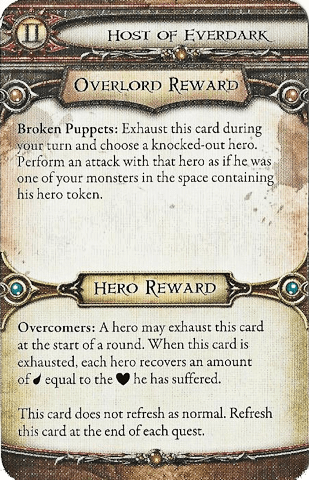 II
Host of Everdark
Overlord Reward
Broken Puppets: Exhaust this card during
your turn and choose a knocked-out hero.
Perform an attack with that hero as if he was
one of your monsters in the space containing
his hero token.
Hero Reward
Overcomers: A hero may exhaust this card
at the start of a round. When this card is
exhausted, each hero recovers an amount
of equal to the he has suffered.
This card does not refresh as normal. Refresh
this card at the end of each quest.